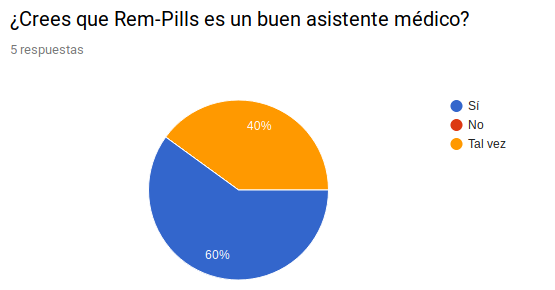 ¿Crees que Rem-Pills es un buen asistente médico?
5 respuestas
Sí
No
Tal vez
40%
60%